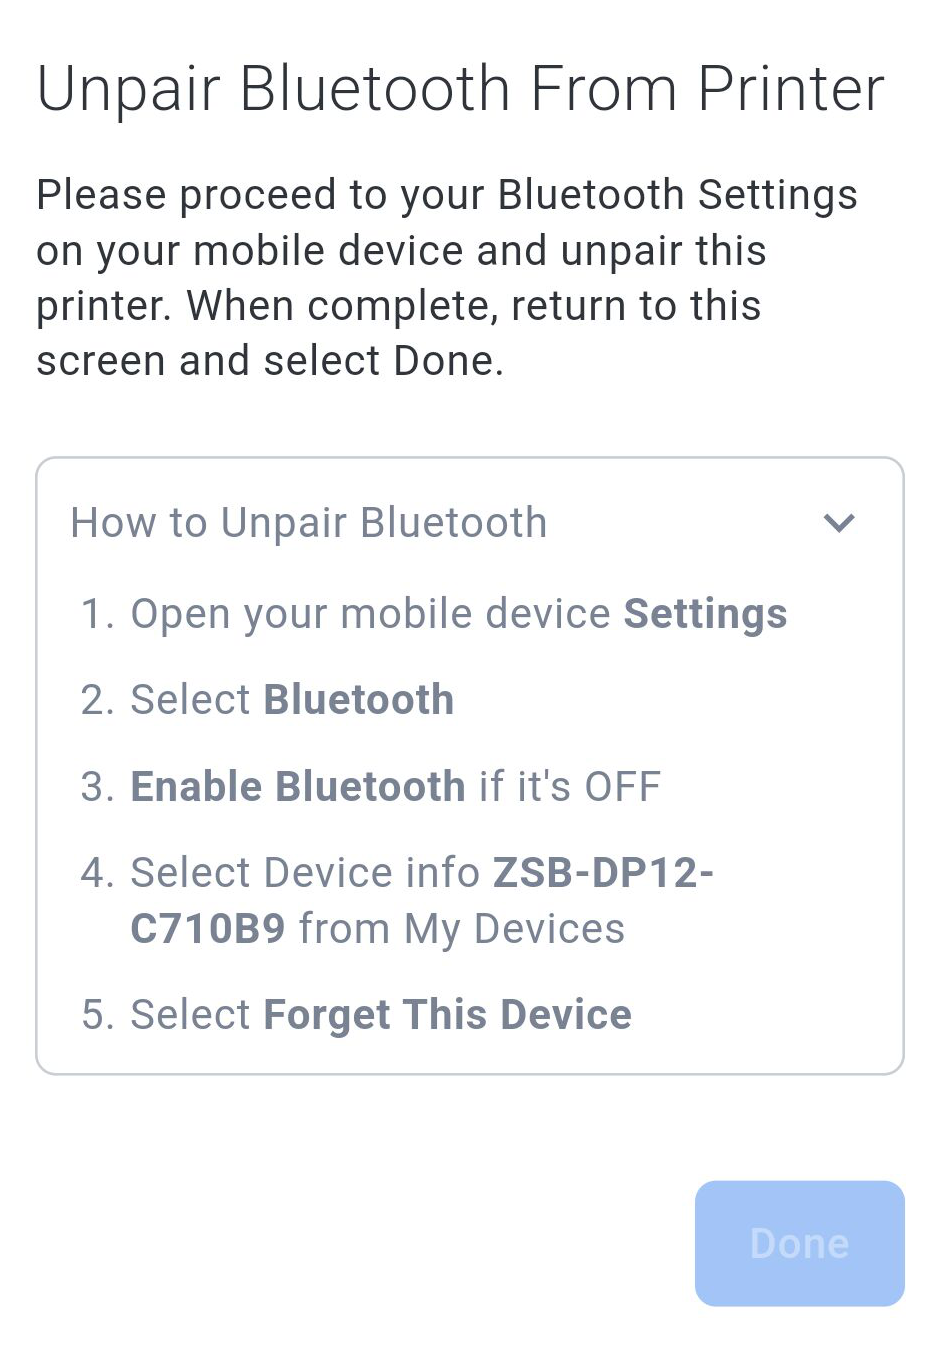 Unpair Bluetooth From Printer
Please proceed to your Bluetooth Settings
on your mobile device and unpair this
printer. When complete, return to this
screen and select Done.
How to Unpair Bluetooth
1. Open your mobile device Settings
2. Select Bluetooth
3. Enable Bluetooth if it's OFF
4. Select Device info ZSB-DP12-
C710B9 from My Devices
5. Select Forget This Device
Done